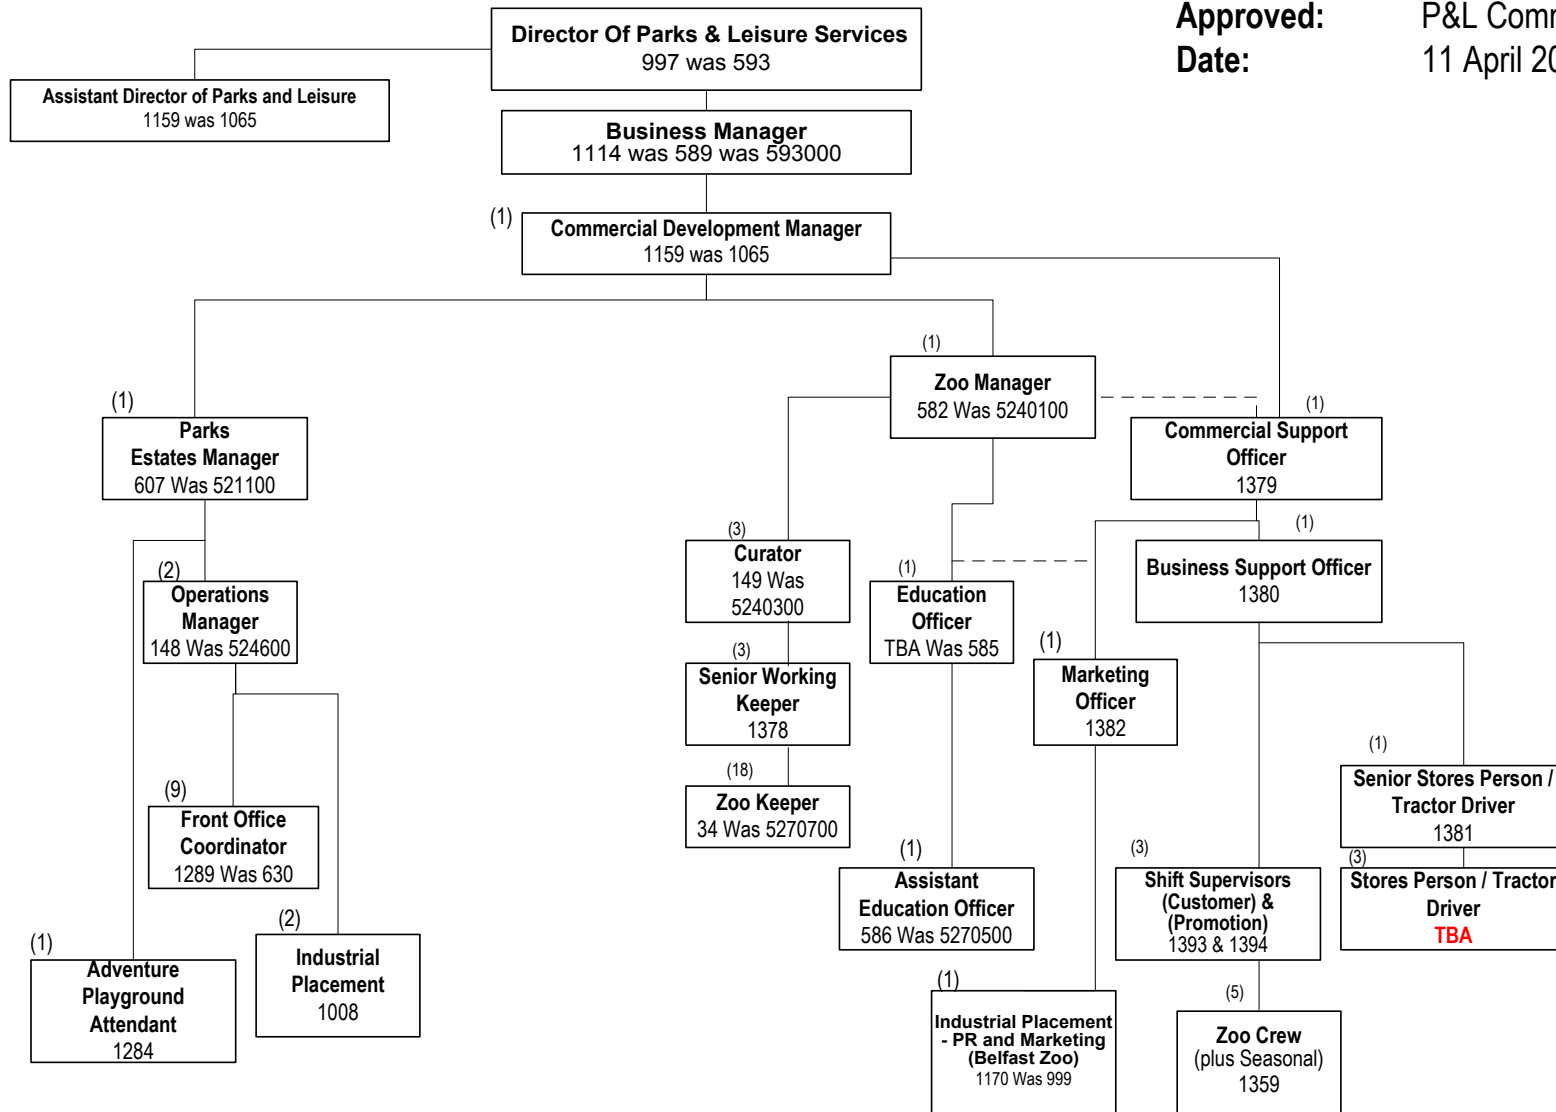 Approved: P&L Comm
Date: 11 April 20
Director Of Parks & Leisure Services
997 was 593
Assistant Director of Parks and Leisure
1159 was 1065
Business Manager
1114 was 589 was 593000
(1)
Commercial Development Manager
1159 was 1065
(1)
Zoo Manager
582 Was 5240100
(1)
Parks
Estates Manager
607 Was 521100
(1)
Commercial Support
Officer
1379
(3)
Curator
149 Was
5240300
(1)
Business Support Officer
1380
(2)
Operations
Manager
148 Was 524600
(1)
Education
Officer
TBA Was 585
(3)
Senior Working
Keeper
1378
(1)
Marketing
Officer
1382
(18)
Zoo Keeper
34 Was 5270700
(1)
Senior Stores Person /
Tractor Driver
1381
(9)
Front Office
Coordinator
1289 Was 630
(1)
Assistant
Education Officer
586 Was 5270500
(3)
Shift Supervisors
(Customer) &
(Promotion)
1393 & 1394
(3)
Stores Person / Tractor
Driver
TBA
(2)
Industrial
Placement
1008
(1)
Adventure
Playground
Attendant
1284
(1)
Industrial Placement
- PR and Marketing
(Belfast Zoo)
1170 Was 999
(5)
Zoo Crew
(plus Seasonal)
1359